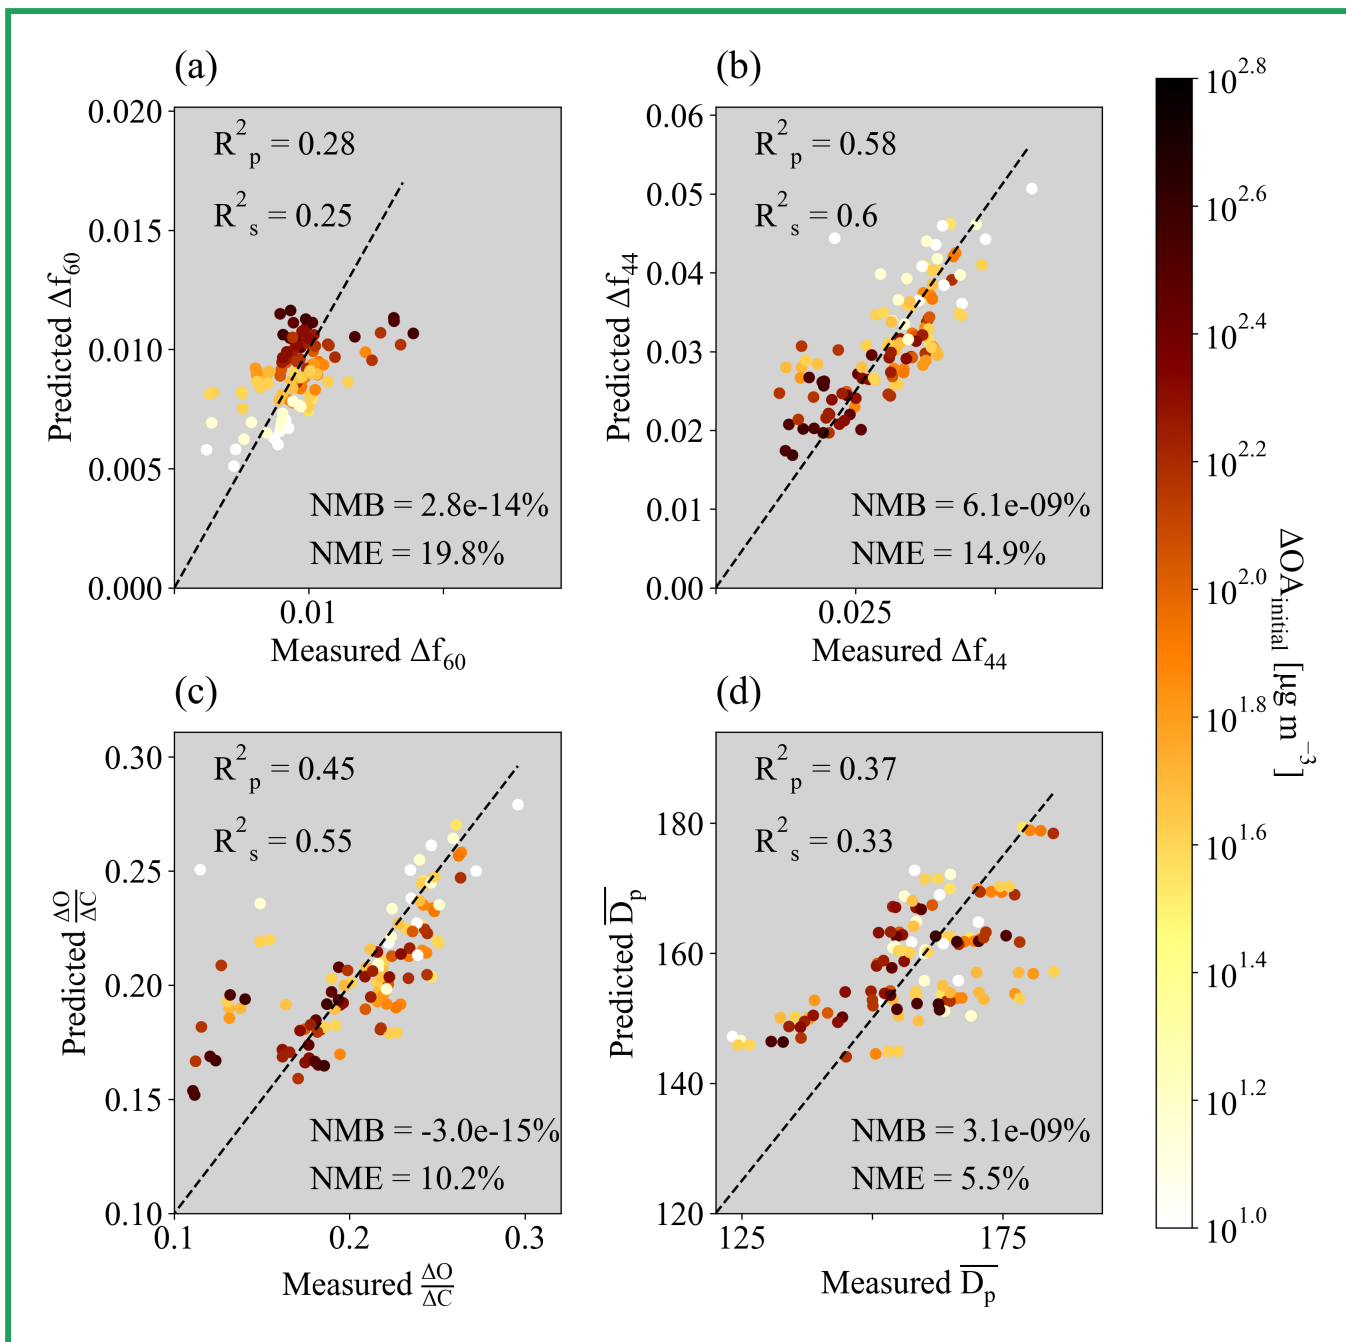 (a)
0.020
0.015
0.010
0.005
0.000
Predicted Δf60
R²p = 0.28
R²s = 0.25
NMB = 2.8e-14%
NME = 19.8%
0.01
Measured Δf60
(b)
0.06
0.05
0.04
0.03
0.02
0.01
0.00
Predicted Δf44
R²p = 0.58
R²s = 0.6
NMB = 6.1e-09%
NME = 14.9%
0.025
Measured Δf44
(c)
0.30
0.25
0.20
0.15
0.10
Predicted ΔO/ΔC
R²p = 0.45
R²s = 0.55
NMB = -3.0e-15%
NME = 10.2%
0.1 0.2 0.3
Measured ΔO/ΔC
(d)
180
160
140
120
Predicted D̅p
R²p = 0.37
R²s = 0.33
NMB = 3.1e-09%
NME = 5.5%
125 175
Measured D̅p
10^2.8
10^2.6
10^2.4
10^2.2
10^2.0
10^1.8
10^1.6
10^1.4
10^1.2
10^1.0
ΔOAinitial [μg m⁻³]